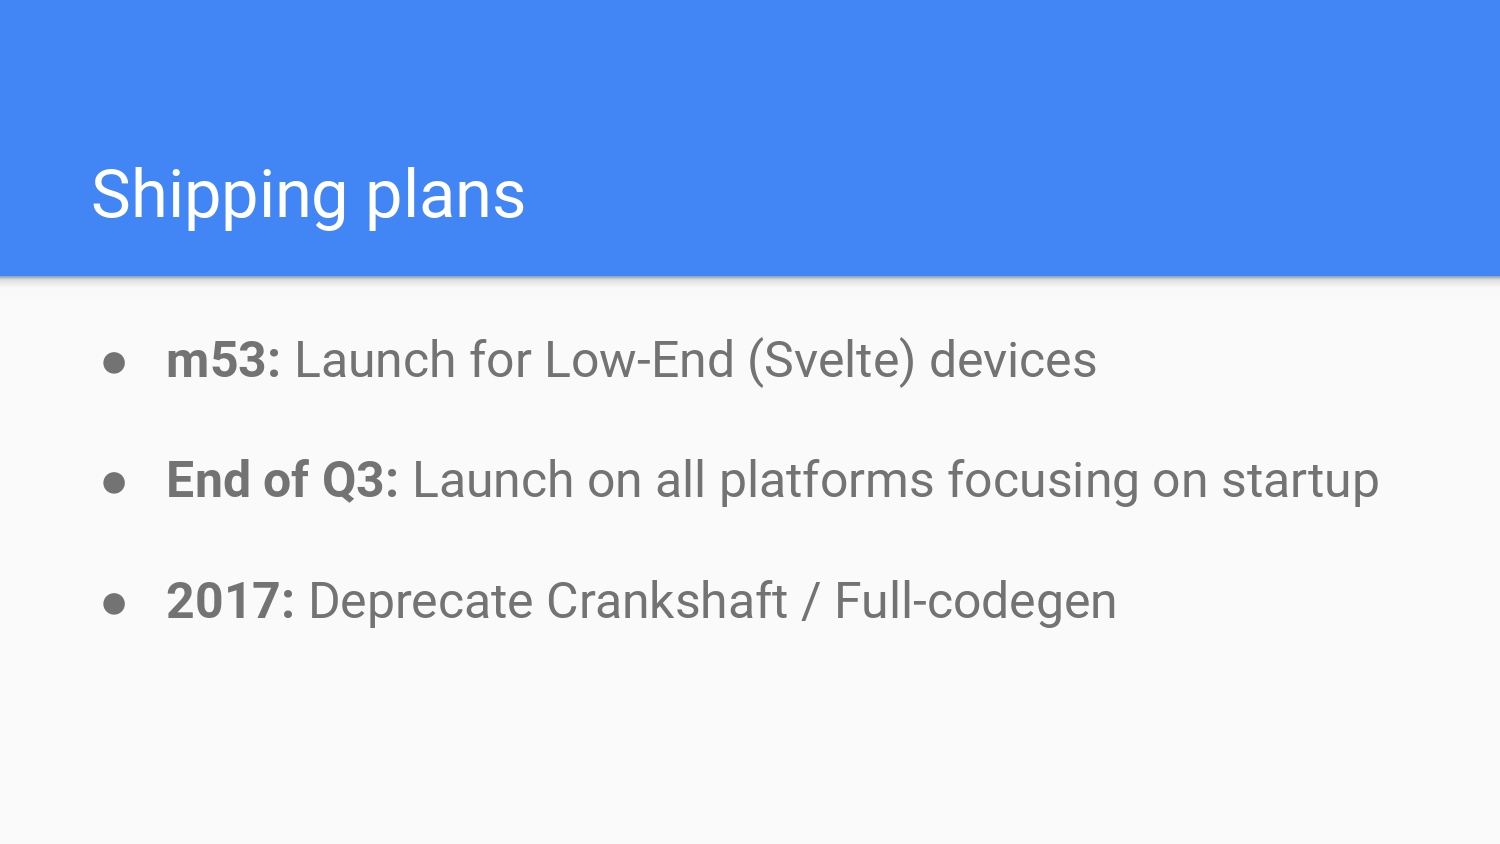 Shipping plans
● m53: Launch for Low-End (Svelte) devices
● End of Q3: Launch on all platforms focusing on startup
● 2017: Deprecate Crankshaft / Full-codegen